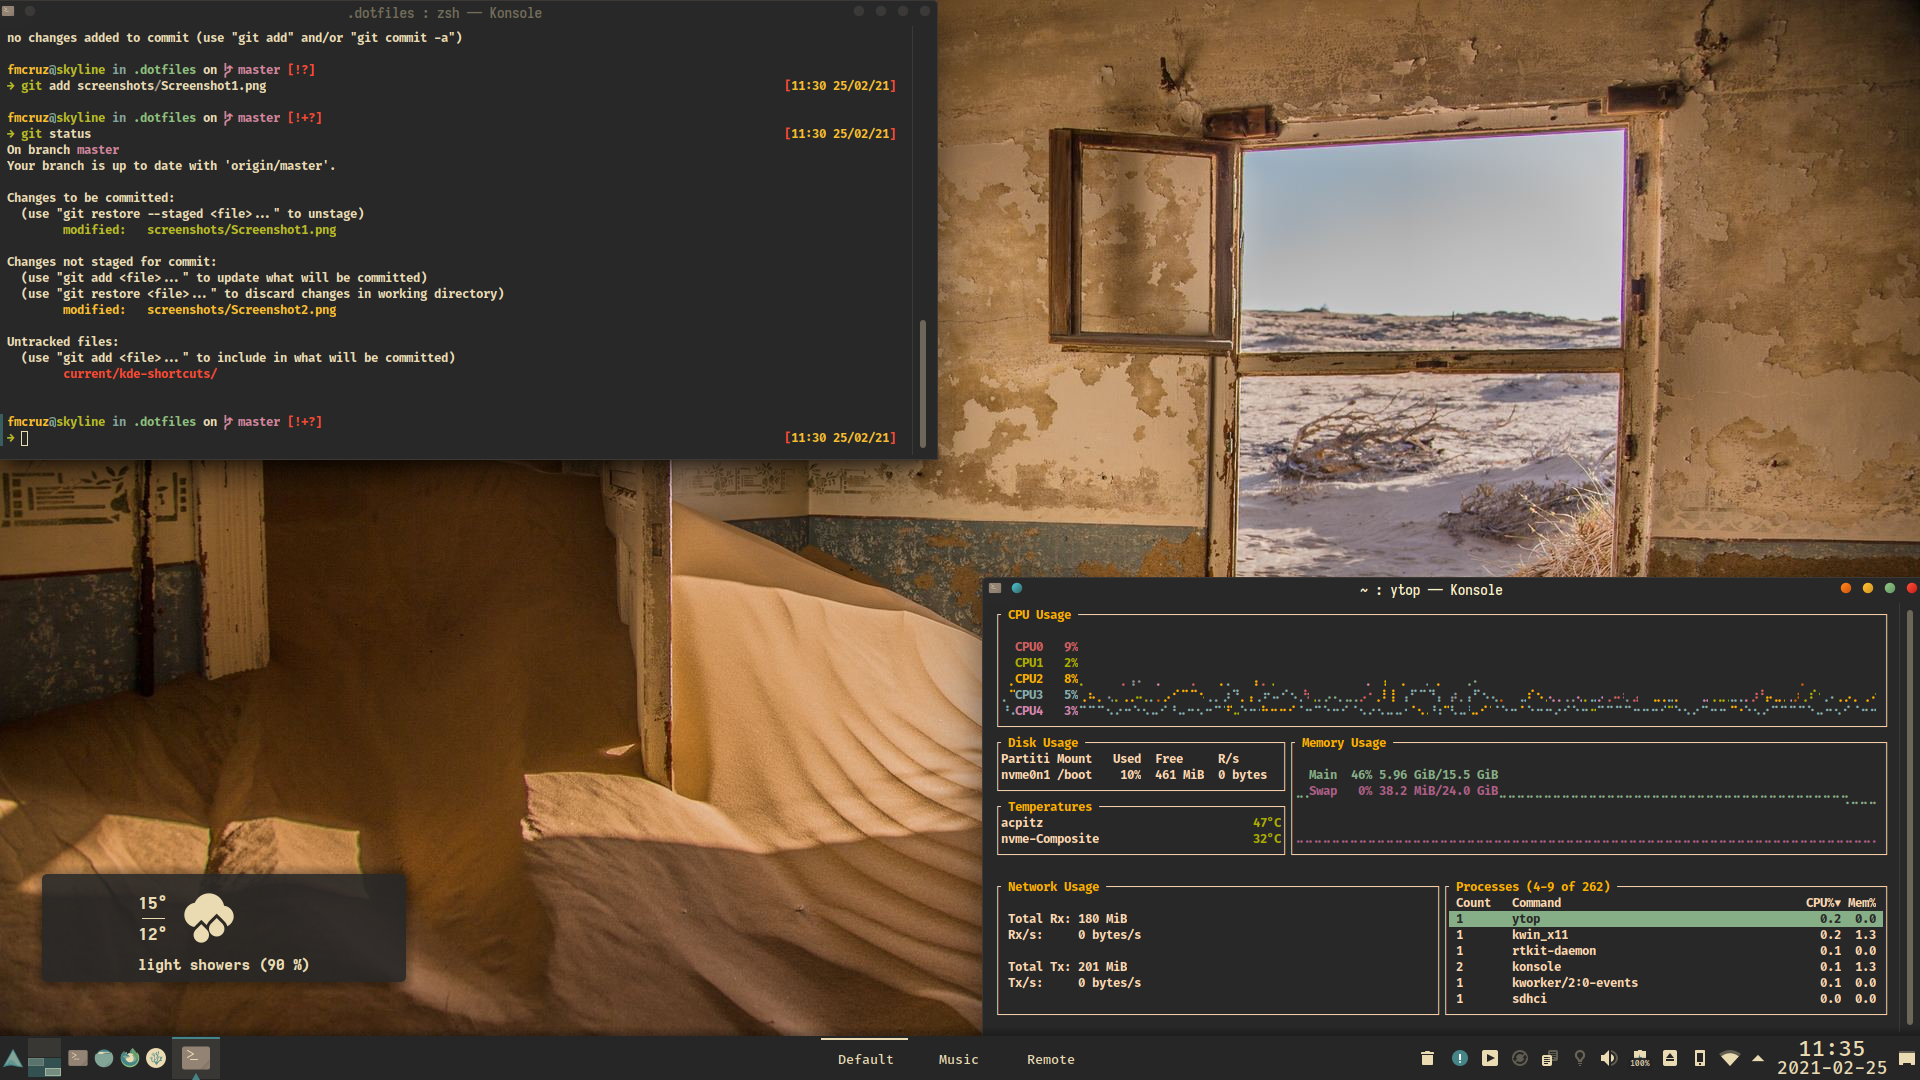 .dotfiles : zsh — Konsole
no changes added to commit (use "git add" and/or "git commit -a")
fmcruz@skyline in .dotfiles on master [!?]
→ git add screenshots/Screenshot1.png [11:30 25/02/21]
fmcruz@skyline in .dotfiles on master [!+?]
→ git status [11:30 25/02/21]
On branch master
Your branch is up to date with 'origin/master'.
Changes to be committed:
(use "git restore --staged <file>..." to unstage)
modified: screenshots/Screenshot1.png
Changes not staged for commit:
(use "git add <file>..." to update what will be committed)
(use "git restore <file>..." to discard changes in working directory)
modified: screenshots/Screenshot2.png
Untracked files:
(use "git add <file>..." to include in what will be committed)
current/kde-shortcuts/
fmcruz@skyline in .dotfiles on master [!+?]
→ [11:30 25/02/21]
~ : ytop — Konsole
CPU Usage
CPU0 9%
CPU1 2%
CPU2 8%
CPU3 5%
CPU4 3%
Disk Usage
Partiti Mount Used Free R/s
nvme0n1 /boot 10% 461 MiB 0 bytes
Memory Usage
Main 46% 5.96 GiB/15.5 GiB
Swap 0% 38.2 MiB/24.0 GiB
Temperatures
acpitz 47°C
nvme-Composite 32°C
Network Usage
Total Rx: 180 MiB
Rx/s: 0 bytes/s
Total Tx: 201 MiB
Tx/s: 0 bytes/s
Processes (4-9 of 262)
Count Command CPU%▼ Mem%
1 ytop 0.2 0.0
1 kwin_x11 0.2 1.3
1 rtkit-daemon 0.1 0.0
2 konsole 0.1 1.3
1 kworker/2:0-events 0.1 0.0
1 sdhci 0.0 0.0
15°
12°
light showers (90 %)
Default Music Remote
100%
11:35
2021-02-25